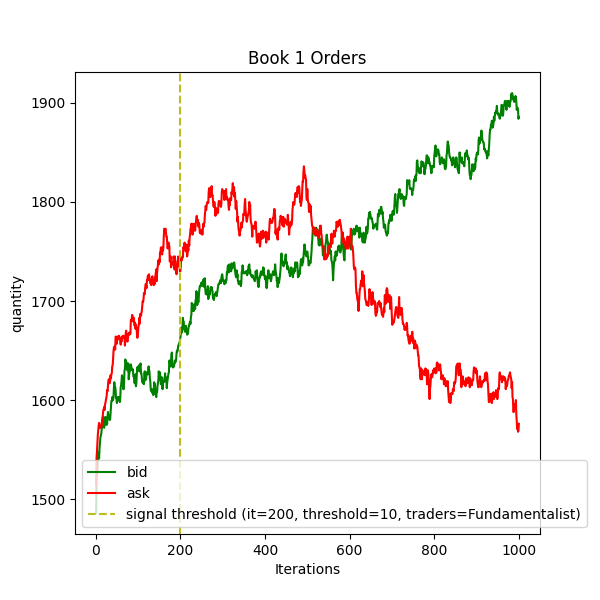 Book 1 Orders
quantity
1900
1800
1700
1600
1500
bid
ask
signal threshold (it=200, threshold=10, traders=Fundamentalist)
0 200 400 600 800 1000
Iterations